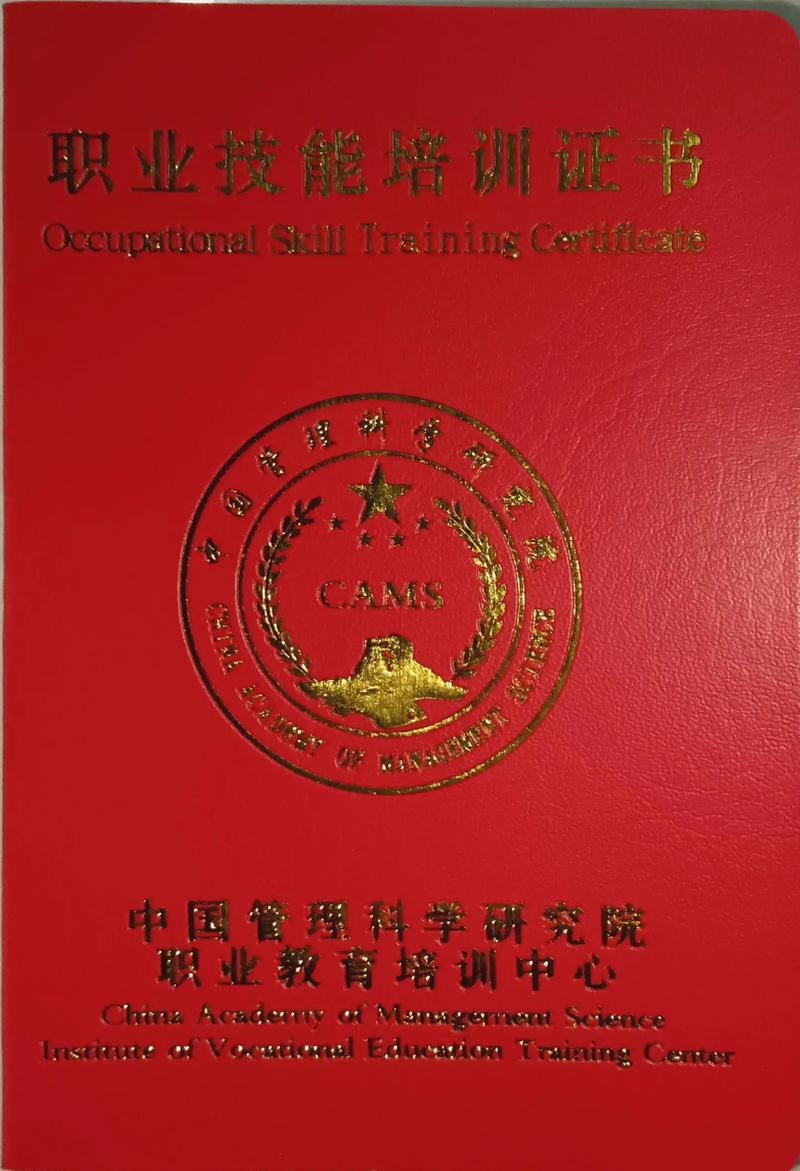 职业技能培训证书
Occupational Skill Training Certificate
中国管理科学研究院
CAMS
CHINA ACADEMY OF MANAGEMENT SCIENCE
中国管理科学研究院
职业教育培训中心
China Academy of Management Science
Institute of Vocational Education Training Center